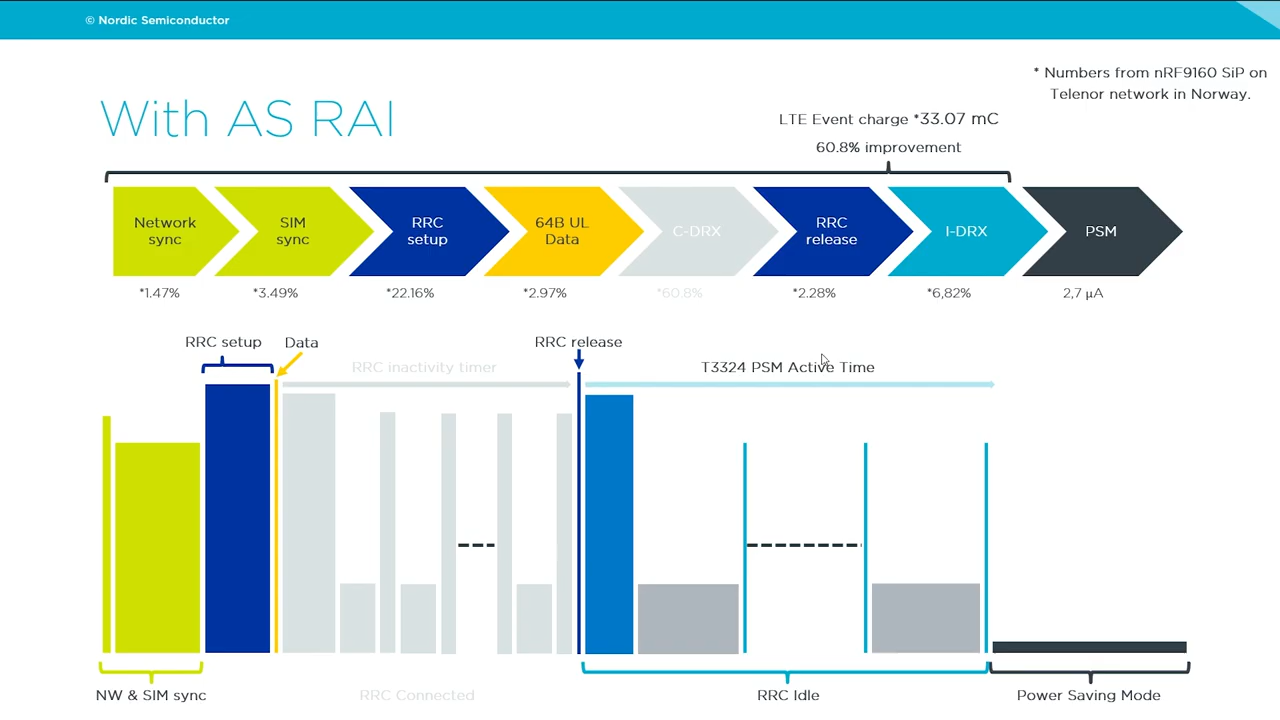 © Nordic Semiconductor
* Numbers from nRF9160 SiP on
Telenor network in Norway.
With AS RAI
LTE Event charge *33.07 mC
60.8% improvement
Network
sync
SIM
sync
RRC
setup
64B UL
Data
C-DRX
RRC
release
I-DRX
PSM
*1.47%
*3.49%
*22.16%
*2.97%
*60.8%
*2.28%
*6,82%
2,7 µA
RRC setup
Data
RRC release
RRC inactivity timer
T3324 PSM Active Time
NW & SIM sync
RRC Connected
RRC Idle
Power Saving Mode